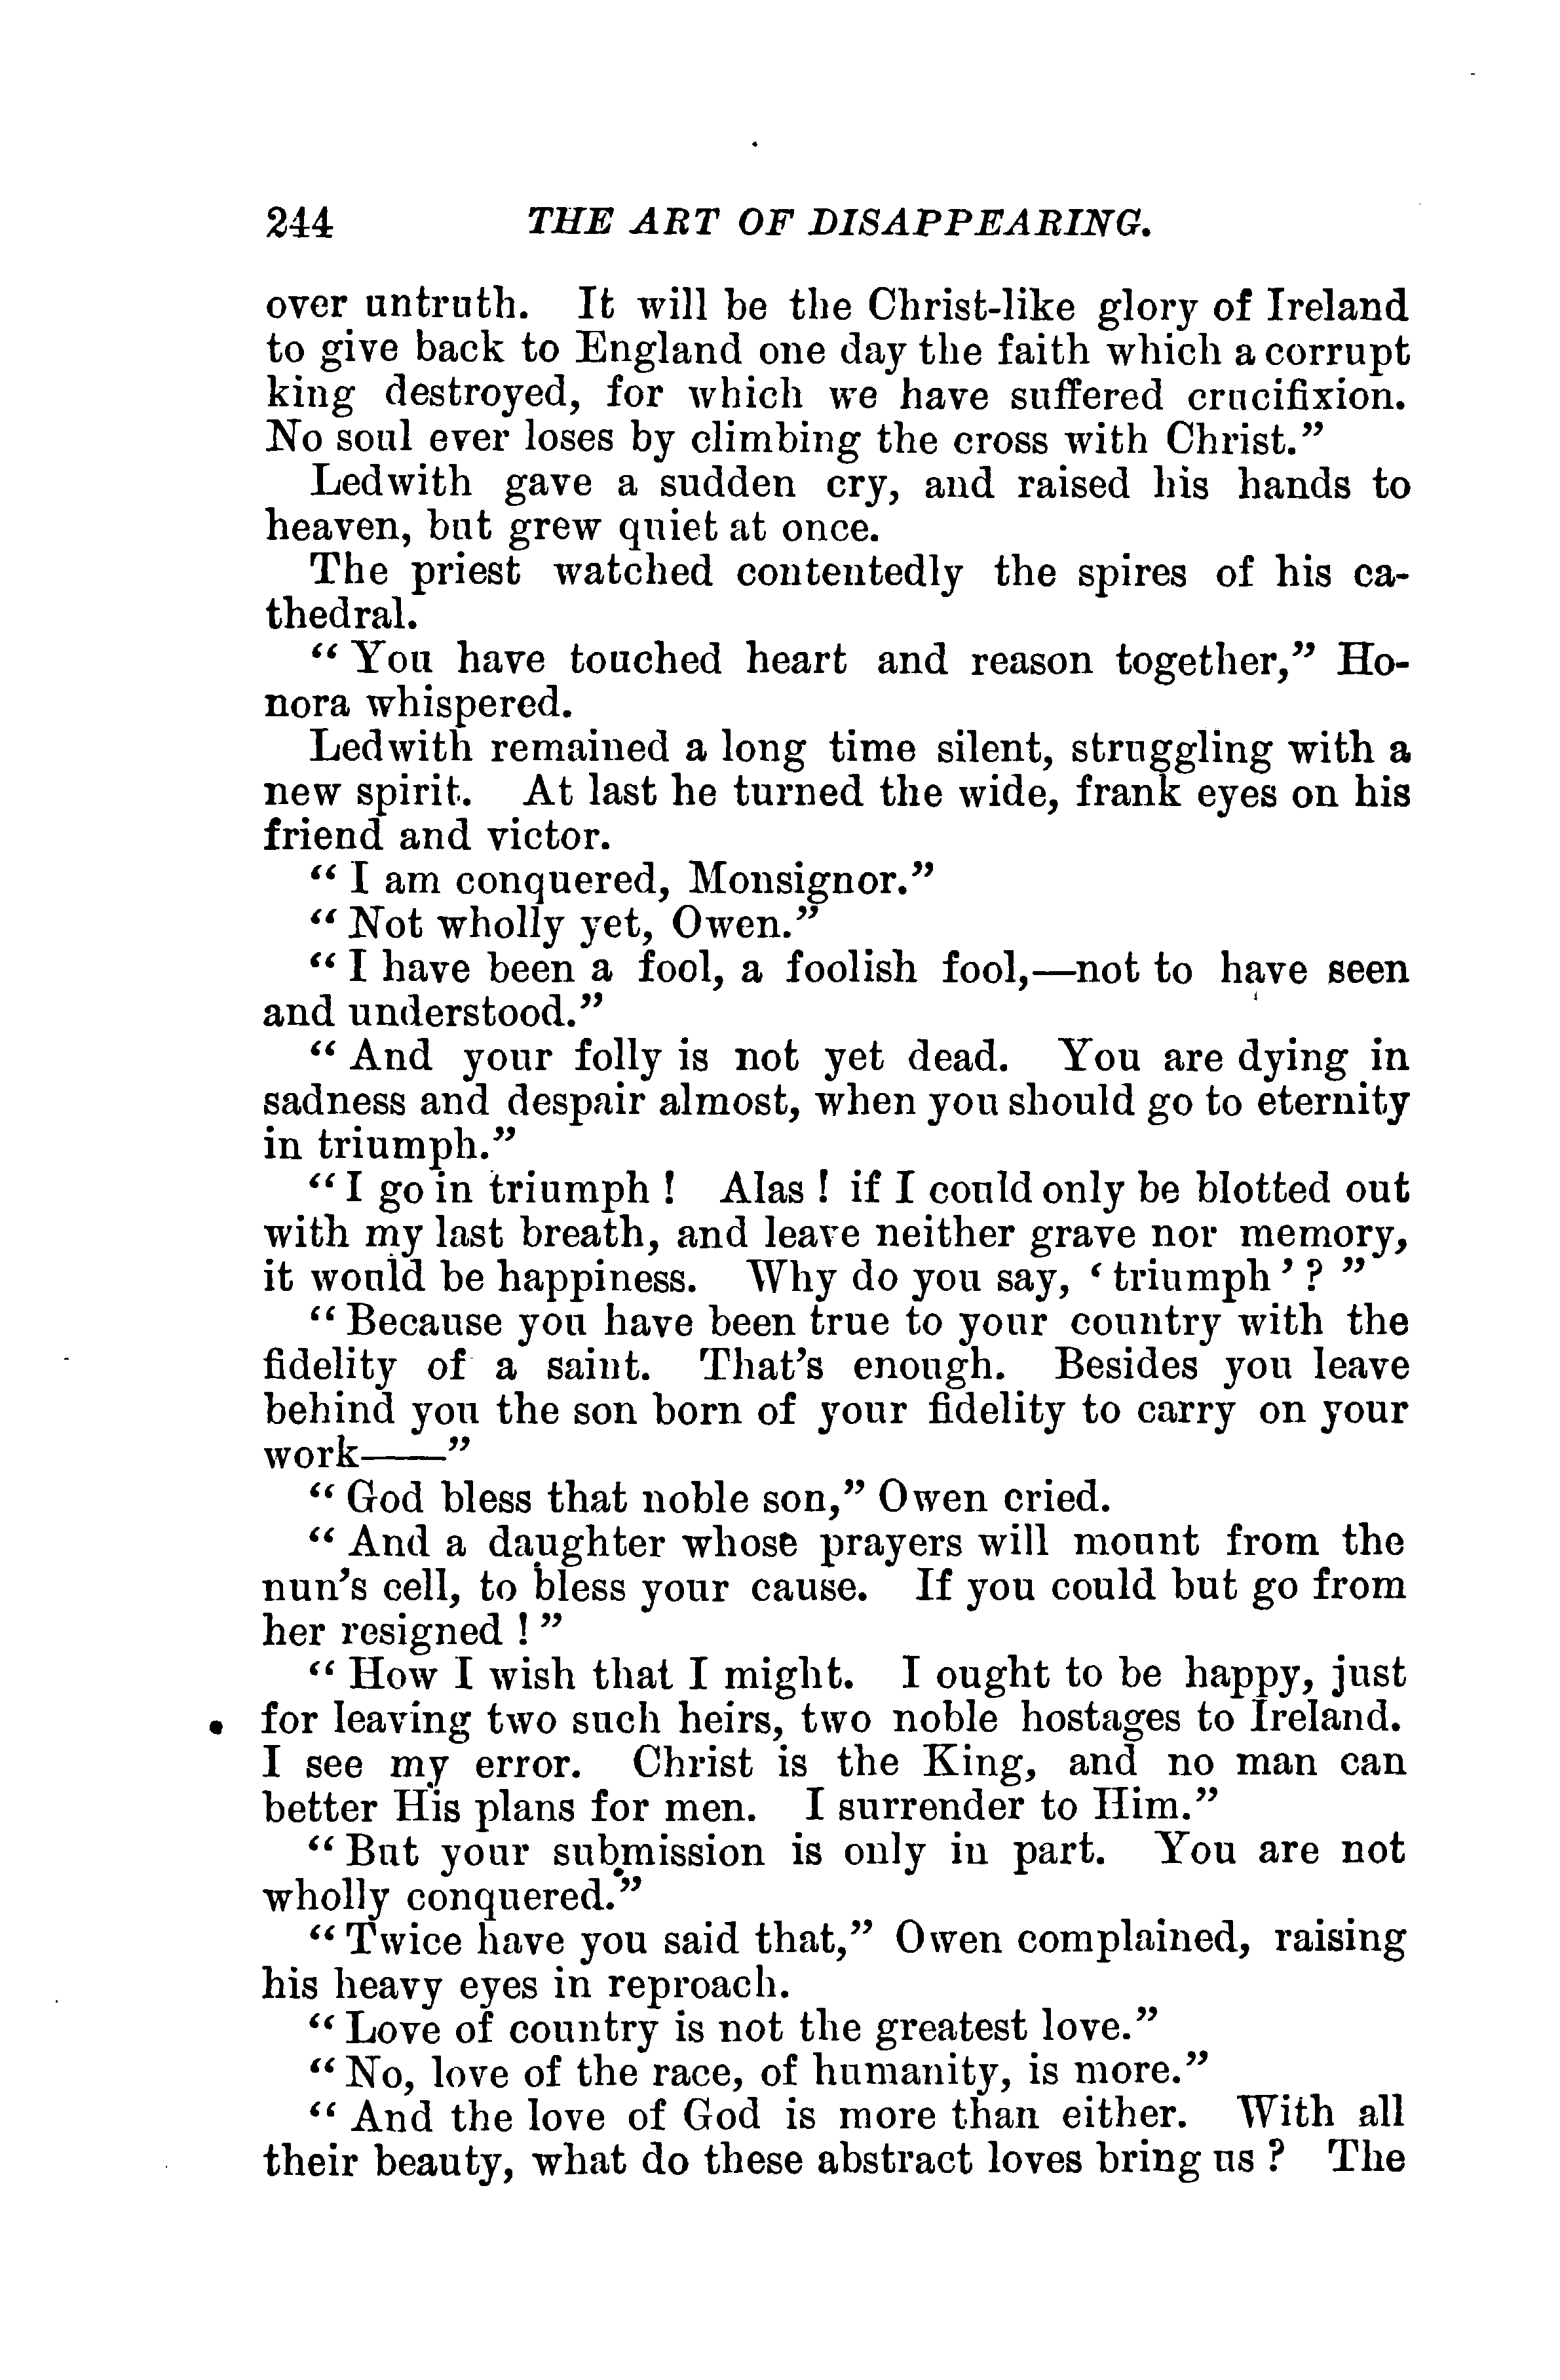 244 THE ART OF DISAPPEARING.
over untruth. It will be the Christ-like glory of Ireland
to give back to England one day the faith which a corrupt
king destroyed, for which we have suffered crucifixion.
No soul ever loses by climbing the cross with Christ.”
Ledwith gave a sudden cry, and raised his hands to
heaven, but grew quiet at once.
The priest watched contentedly the spires of his ca-
thedral.
“ You have touched heart and reason together,” Ho-
nora whispered.
Ledwith remained a long time silent, struggling with a
new spirit. At last he turned the wide, frank eyes on his
friend and victor.
“ I am conquered, Monsignor.”
“ Not wholly yet, Owen.”
“ I have been a fool, a foolish fool,—not to have seen
and understood.”
“ And your folly is not yet dead. You are dying in
sadness and despair almost, when you should go to eternity
in triumph.”
“ I go in triumph ! Alas ! if I could only be blotted out
with my last breath, and leave neither grave nor memory,
it would be happiness. Why do you say, ‘ triumph ’ ? ”
“ Because you have been true to your country with the
fidelity of a saint. That’s enough. Besides you leave
behind you the son born of your fidelity to carry on your
work——”
“ God bless that noble son,” Owen cried.
“ And a daughter whose prayers will mount from the
nun’s cell, to bless your cause. If you could but go from
her resigned ! ”
“ How I wish that I might. I ought to be happy, just
for leaving two such heirs, two noble hostages to Ireland.
I see my error. Christ is the King, and no man can
better His plans for men. I surrender to Him.”
“ But your submission is only in part. You are not
wholly conquered.”
“ Twice have you said that,” Owen complained, raising
his heavy eyes in reproach.
“ Love of country is not the greatest love.”
“ No, love of the race, of humanity, is more.”
“ And the love of God is more than either. With all
their beauty, what do these abstract loves bring us ? The